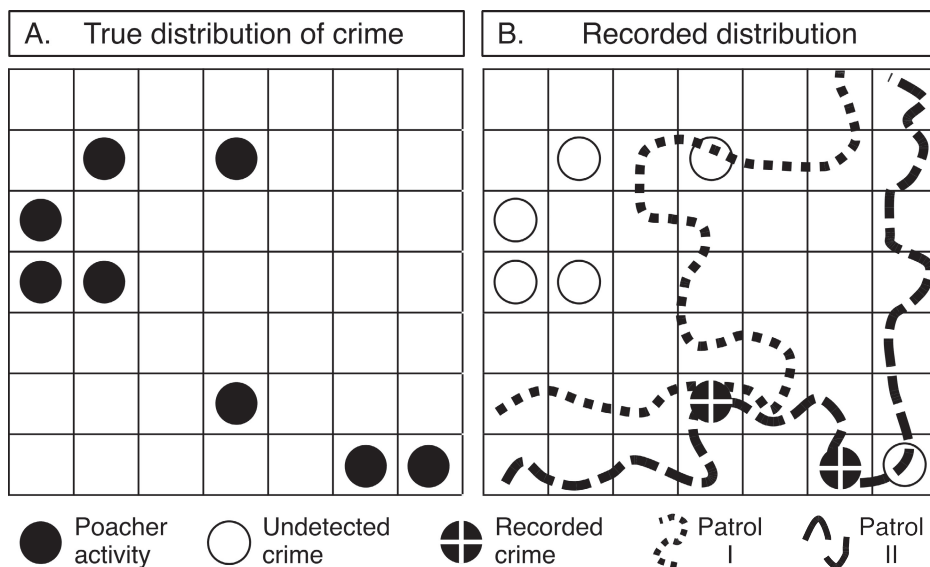 A. True distribution of crime
B. Recorded distribution
Poacher
activity
Undetected
crime
Recorded
crime
Patrol
I
Patrol
II